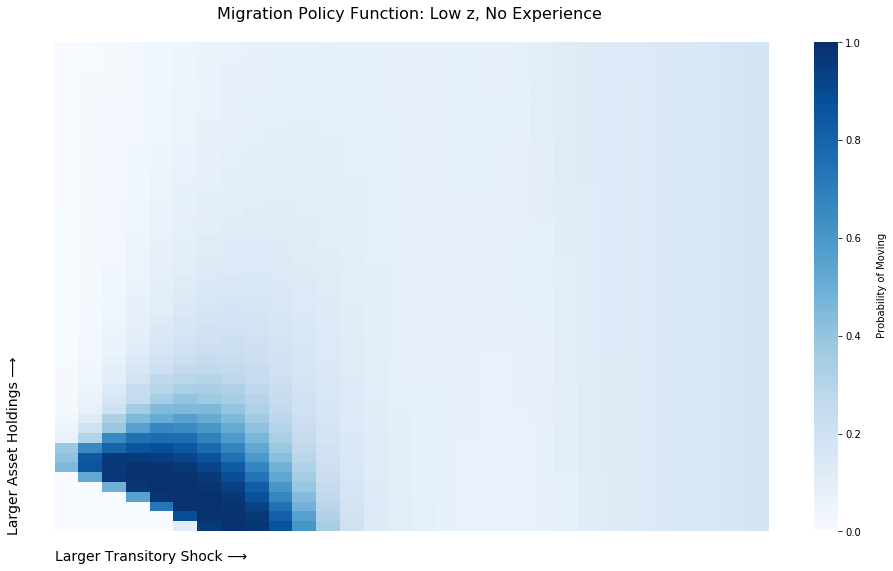 Migration Policy Function: Low z, No Experience
1.0
0.8
0.6
0.4
0.2
0.0
Probability of Moving
Larger Asset Holdings ⟶
Larger Transitory Shock ⟶